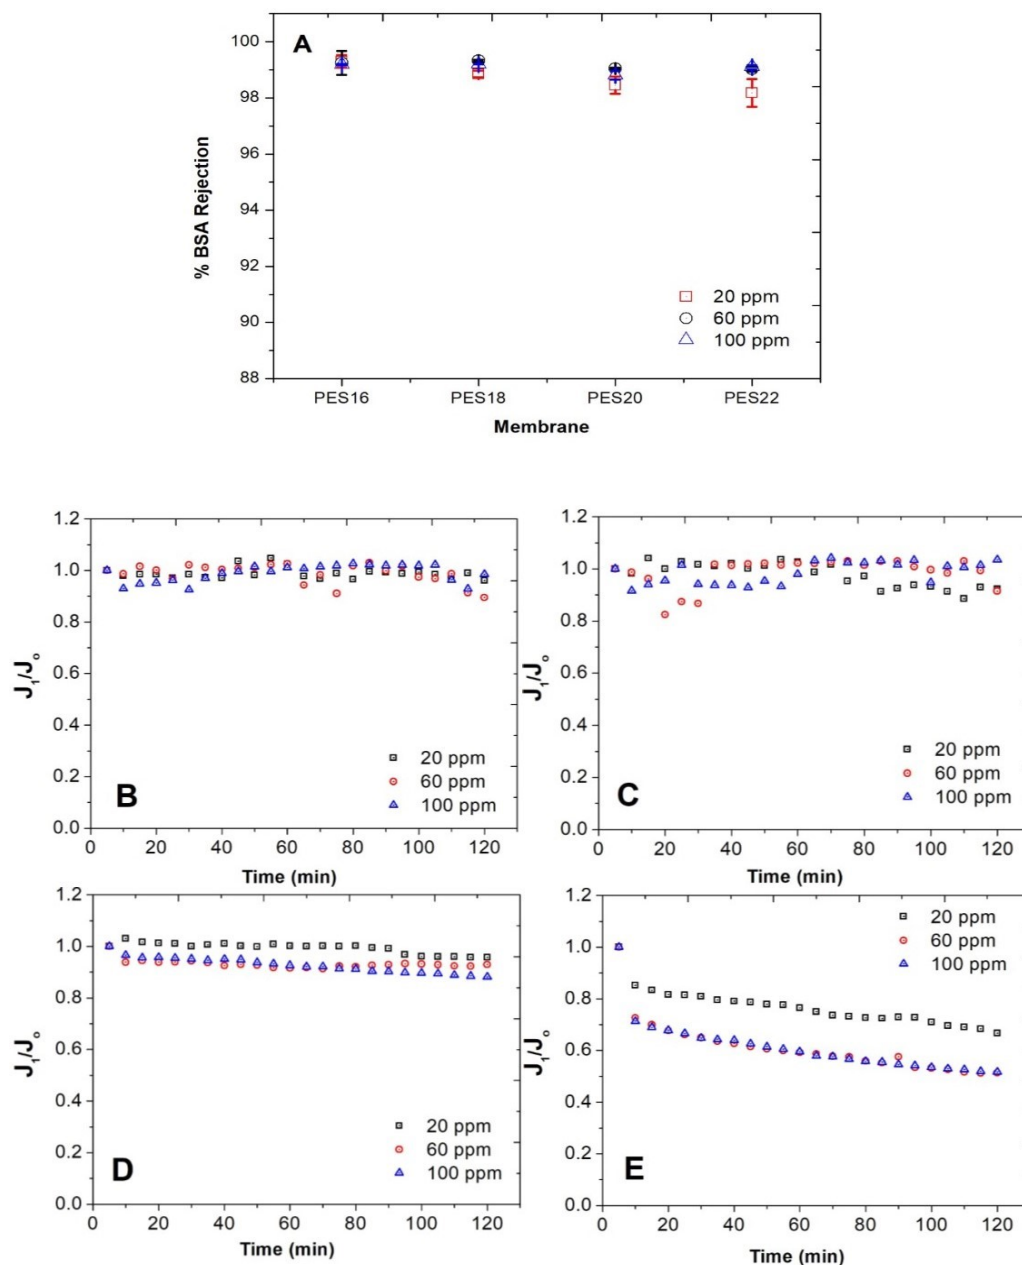 A
100
98
96
94
92
90
88
% BSA Rejection
20 ppm
60 ppm
100 ppm
PES16 PES18 PES20 PES22
Membrane
1.2
1.0
0.8
0.6
0.4
0.2
0.0
J1/Jo
20 ppm
60 ppm
100 ppm
B
0 20 40 60 80 100 120
Time (min)
1.2
1.0
0.8
0.6
0.4
0.2
0.0
J1/Jo
20 ppm
60 ppm
100 ppm
C
0 20 40 60 80 100 120
Time (min)
1.2
1.0
0.8
0.6
0.4
0.2
0.0
J1/Jo
20 ppm
60 ppm
100 ppm
D
0 20 40 60 80 100 120
Time (min)
1.2
1.0
0.8
0.6
0.4
0.2
0.0
J1/Jo
20 ppm
60 ppm
100 ppm
E
0 20 40 60 80 100 120
Time (min)